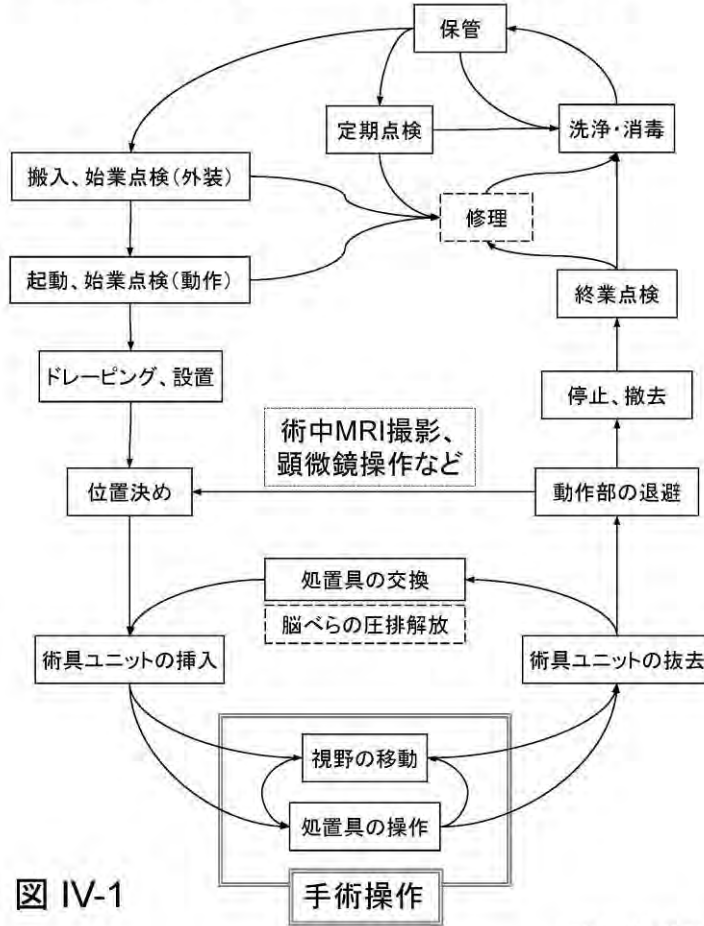 保管
定期点検
洗浄・消毒
搬入、始業点検(外装)
修理
起動、始業点検(動作)
終業点検
ドレーピング、設置
停止、撤去
術中MRI撮影、
顕微鏡操作など
位置決め
動作部の退避
処置具の交換
脳べらの圧排解放
術具ユニットの挿入
術具ユニットの抜去
視野の移動
処置具の操作
手術操作
図 IV-1